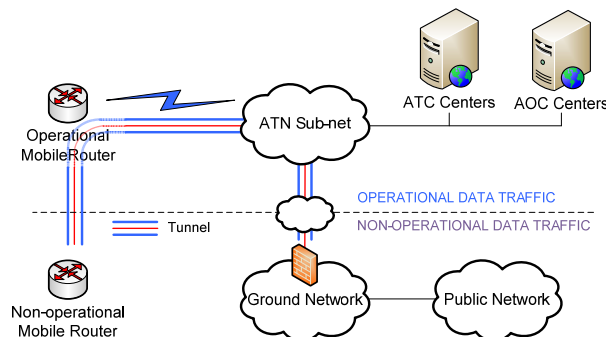 ATC Centers
AOC Centers
Operational
MobileRouter
ATN Sub-net
OPERATIONAL DATA TRAFFIC
NON-OPERATIONAL DATA TRAFFIC
Tunnel
Non-operational
Mobile Router
Ground Network
Public Network